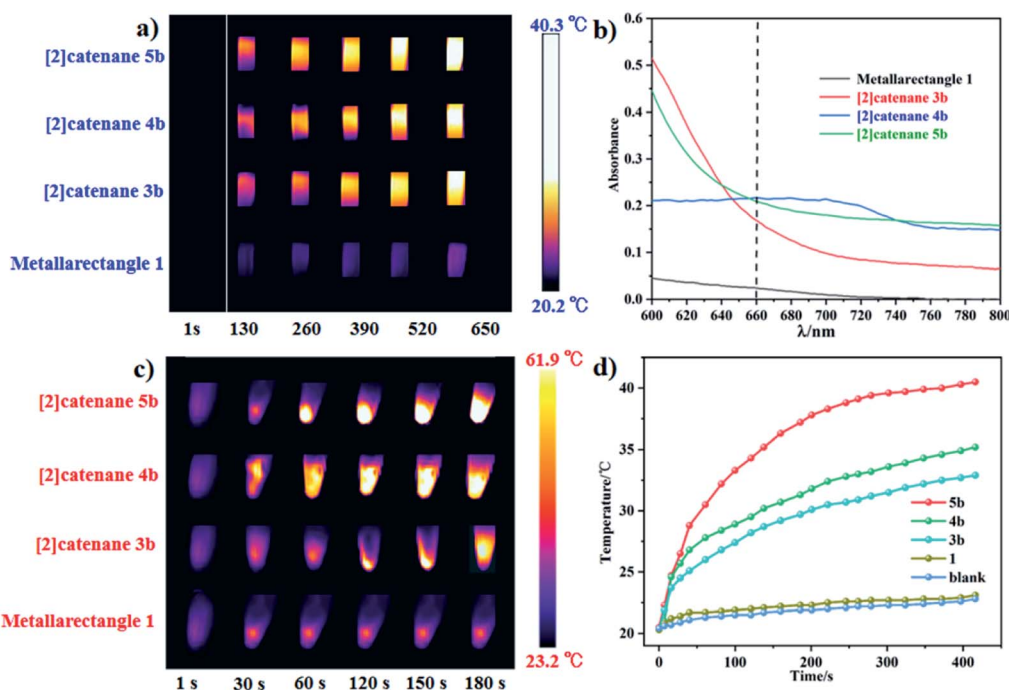 a)
40.3 ℃
[2]catenane 5b
[2]catenane 4b
[2]catenane 3b
Metallarectangle 1
20.2 ℃
1s 130 260 390 520 650
b)
Absorbance
0.6
0.5
0.4
0.3
0.2
0.1
0.0
Metallarectangle 1
[2]catenane 3b
[2]catenane 4b
[2]catenane 5b
600 620 640 660 680 700 720 740 760 780 800
λ/nm
c)
61.9 ℃
[2]catenane 5b
[2]catenane 4b
[2]catenane 3b
Metallarectangle 1
23.2 ℃
1 s 30 s 60 s 120 s 150 s 180 s
d)
Temperature/℃
40
35
30
25
20
5b
4b
3b
1
blank
0 100 200 300 400
Time/s